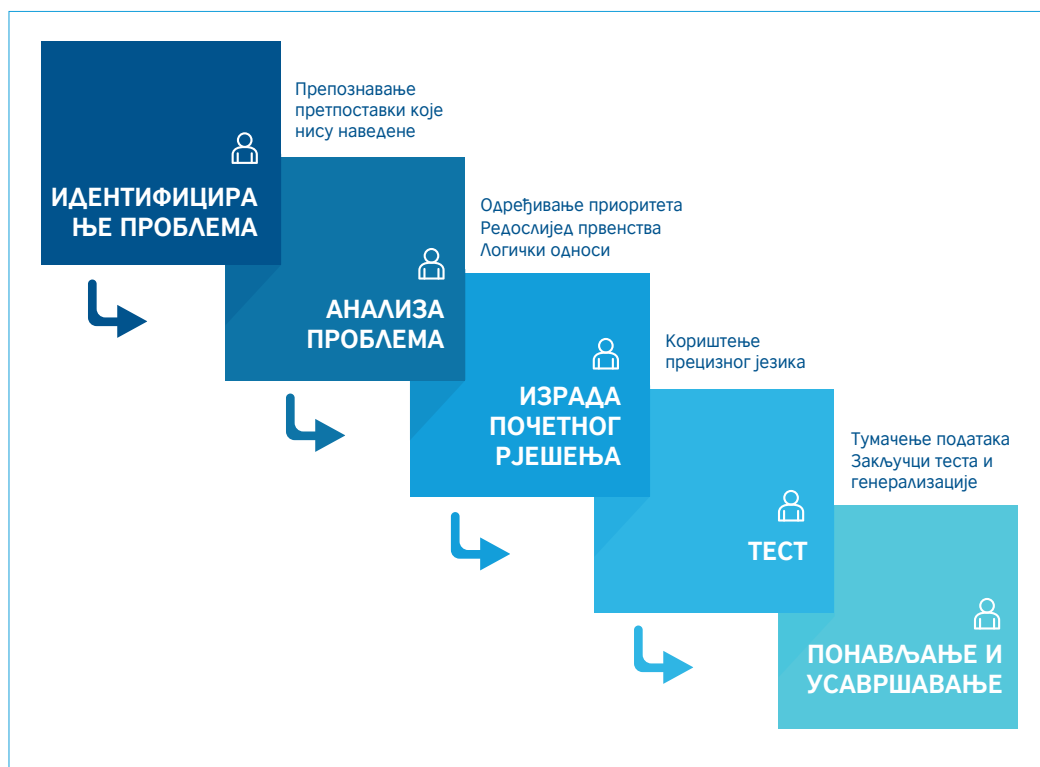 ИДЕНТИФИЦИРА
ЊЕ ПРОБЛЕМА
Препознавање
претпоставки које
нису наведене
АНАЛИЗА
ПРОБЛЕМА
Одређивање приоритета
Редослијед првенства
Логички односи
ИЗРАДА
ПОЧЕТНОГ
РЈЕШЕЊА
Кориштење
прецизног језика
ТЕСТ
Тумачење података
Закључци теста и
генерализације
ПОНАВЉАЊЕ И
УСАВРШАВАЊЕ